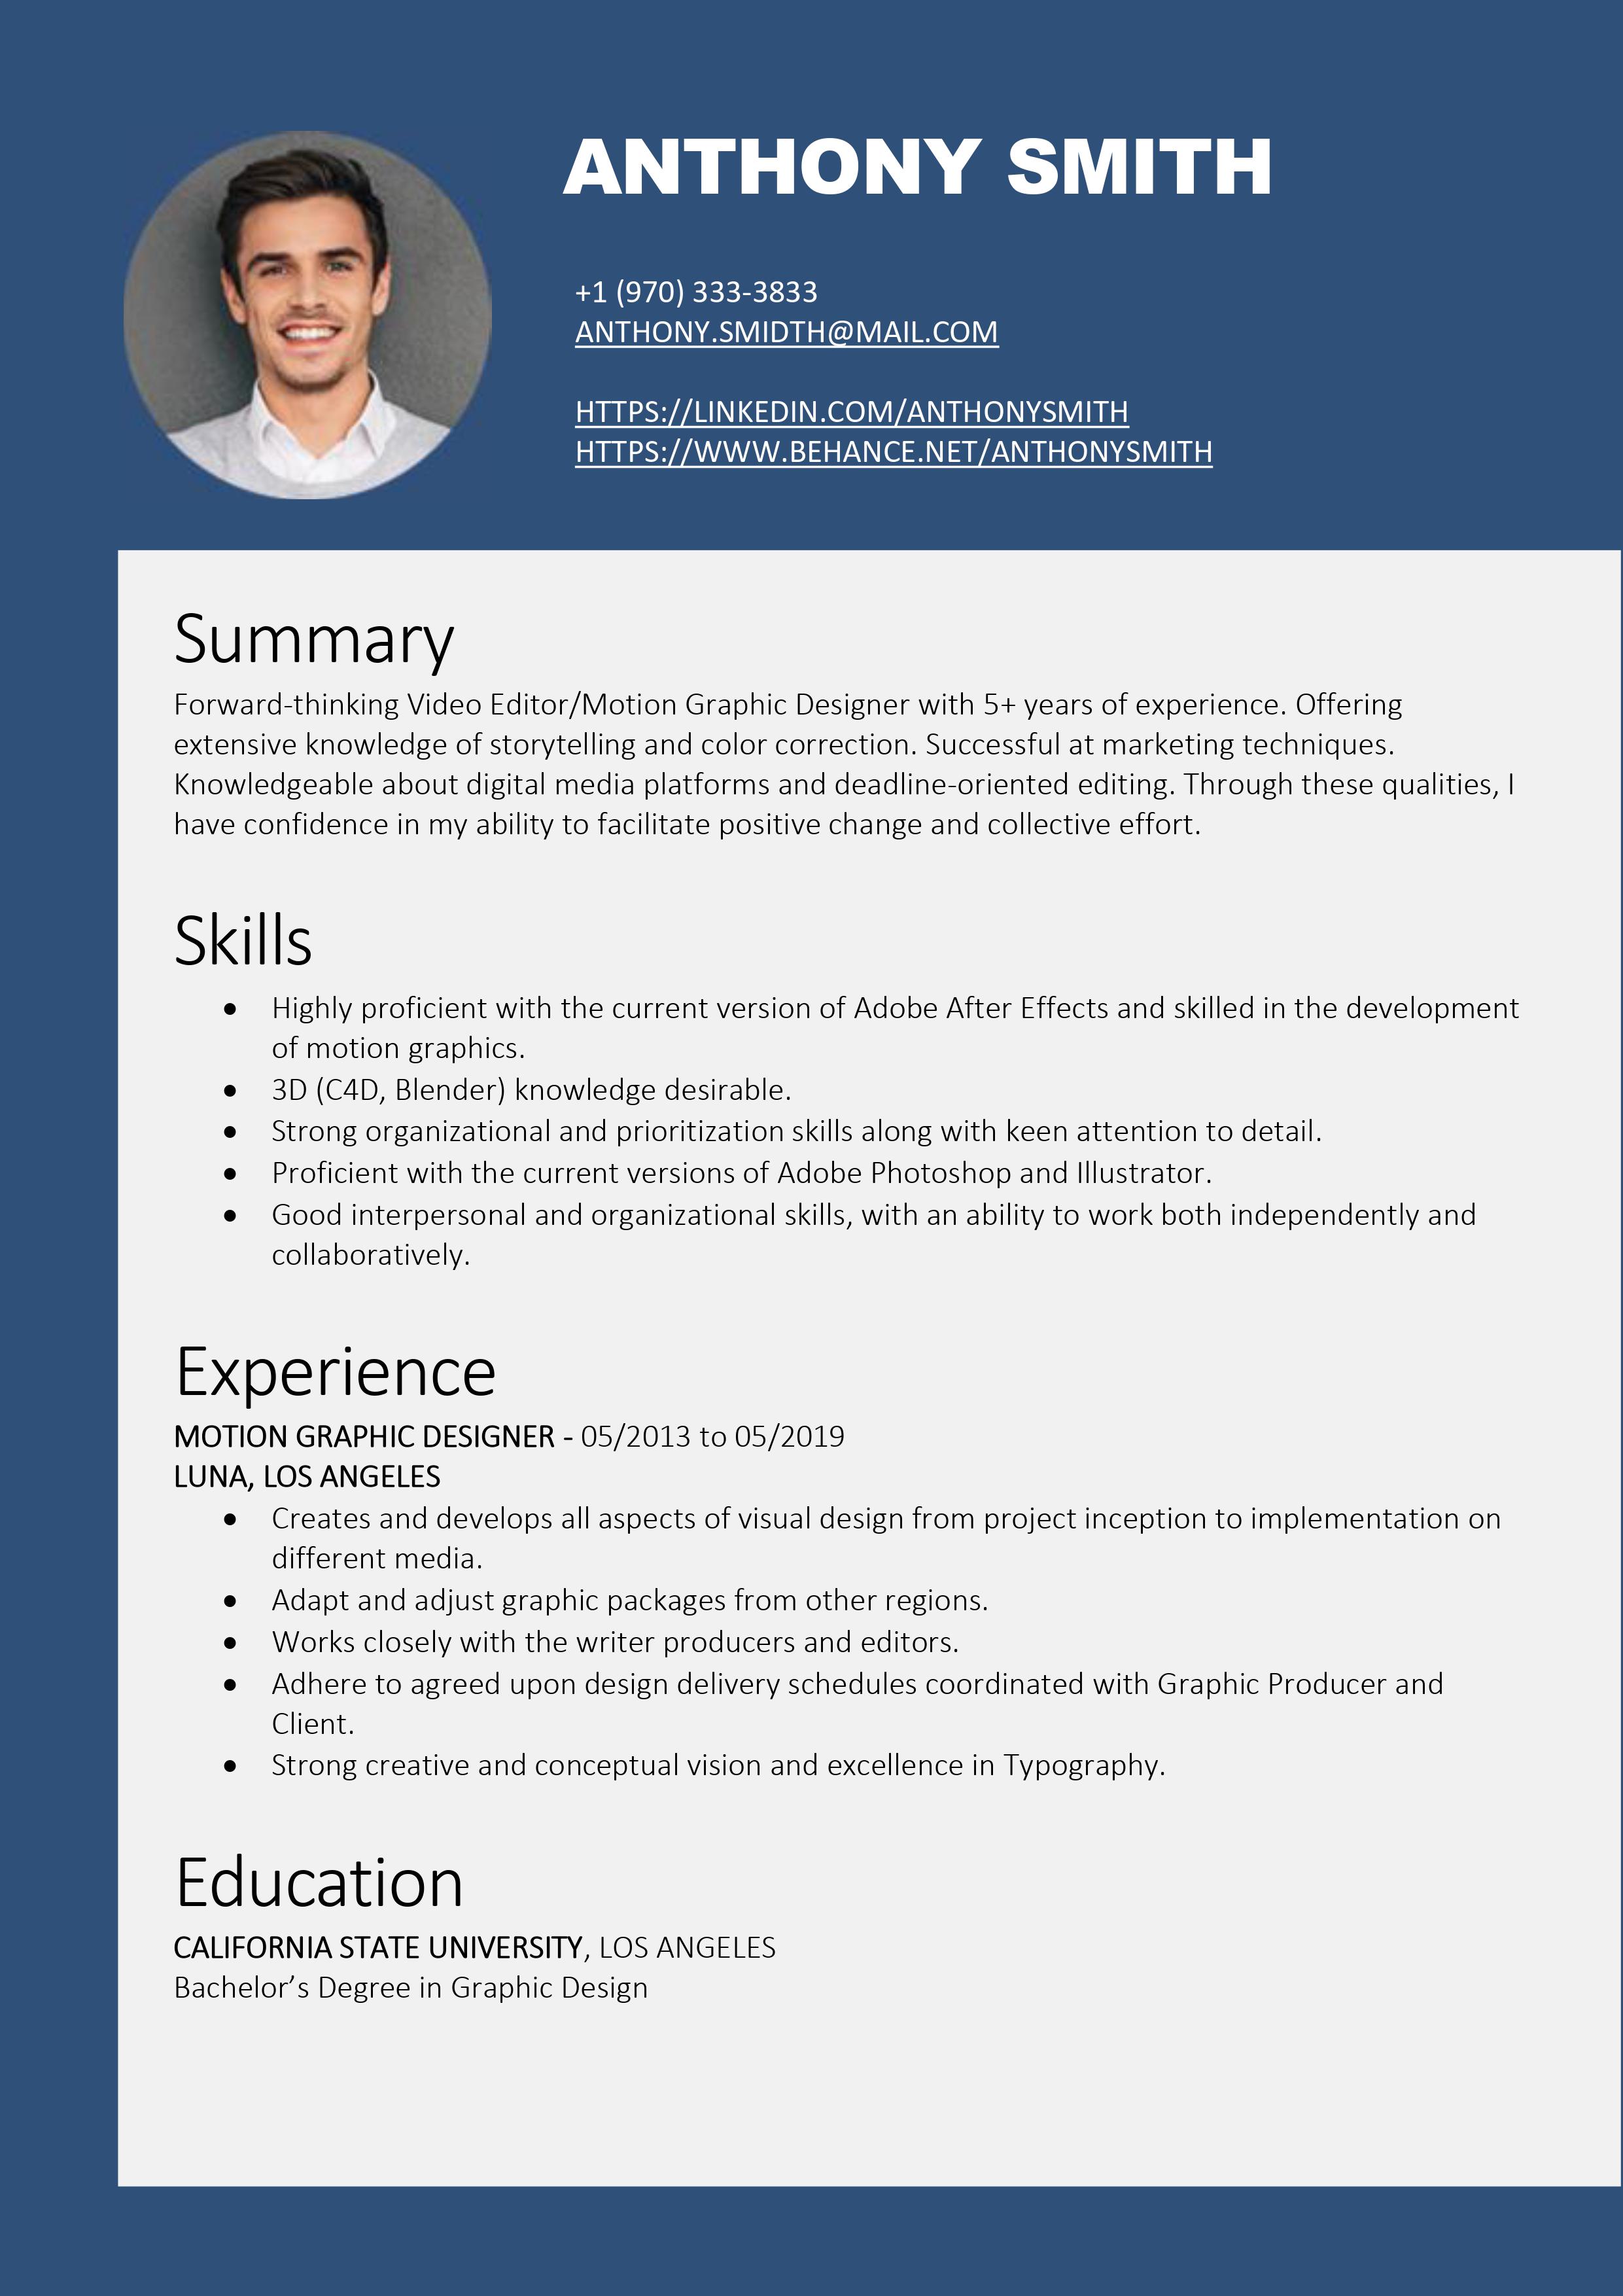 ANTHONY SMITH
+1 (970) 333-3833
ANTHONY.SMIDTH@MAIL.COM
HTTPS://LINKEDIN.COM/ANTHONYSMITH
HTTPS://WWW.BEHANCE.NET/ANTHONYSMITH
Summary
Forward-thinking Video Editor/Motion Graphic Designer with 5+ years of experience. Offering
extensive knowledge of storytelling and color correction. Successful at marketing techniques.
Knowledgeable about digital media platforms and deadline-oriented editing. Through these qualities, I
have confidence in my ability to facilitate positive change and collective effort.
Skills
• Highly proficient with the current version of Adobe After Effects and skilled in the development
of motion graphics.
• 3D (C4D, Blender) knowledge desirable.
• Strong organizational and prioritization skills along with keen attention to detail.
• Proficient with the current versions of Adobe Photoshop and Illustrator.
• Good interpersonal and organizational skills, with an ability to work both independently and
collaboratively.
Experience
MOTION GRAPHIC DESIGNER - 05/2013 to 05/2019
LUNA, LOS ANGELES
• Creates and develops all aspects of visual design from project inception to implementation on
different media.
• Adapt and adjust graphic packages from other regions.
• Works closely with the writer producers and editors.
• Adhere to agreed upon design delivery schedules coordinated with Graphic Producer and
Client.
• Strong creative and conceptual vision and excellence in Typography.
Education
CALIFORNIA STATE UNIVERSITY, LOS ANGELES
Bachelor’s Degree in Graphic Design